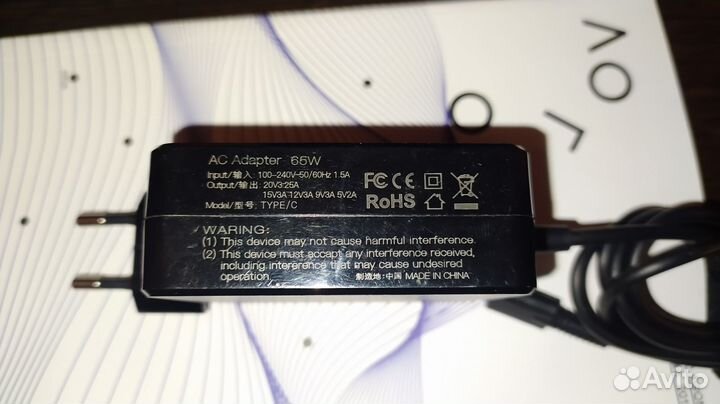 AC Adapter 65W
Input/输入: 100-240V-50/60Hz 1.5A
Output/输出: 20V3.25A
15V3A 12V3A 9V3A 5V2A
Model/型号: TYPE/C
FC CE
RoHS
WARNING:
(1) This device may not cause harmful interference.
(2) This device must accept any interference received,
including intererence that may cause undesired
operation.
制造地:中国 MADE IN CHINA
Avito